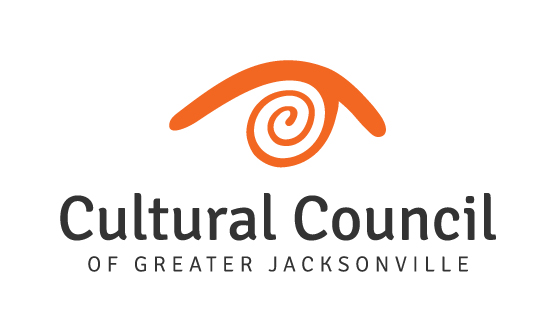 Cultural Council
OF GREATER JACKSONVILLE